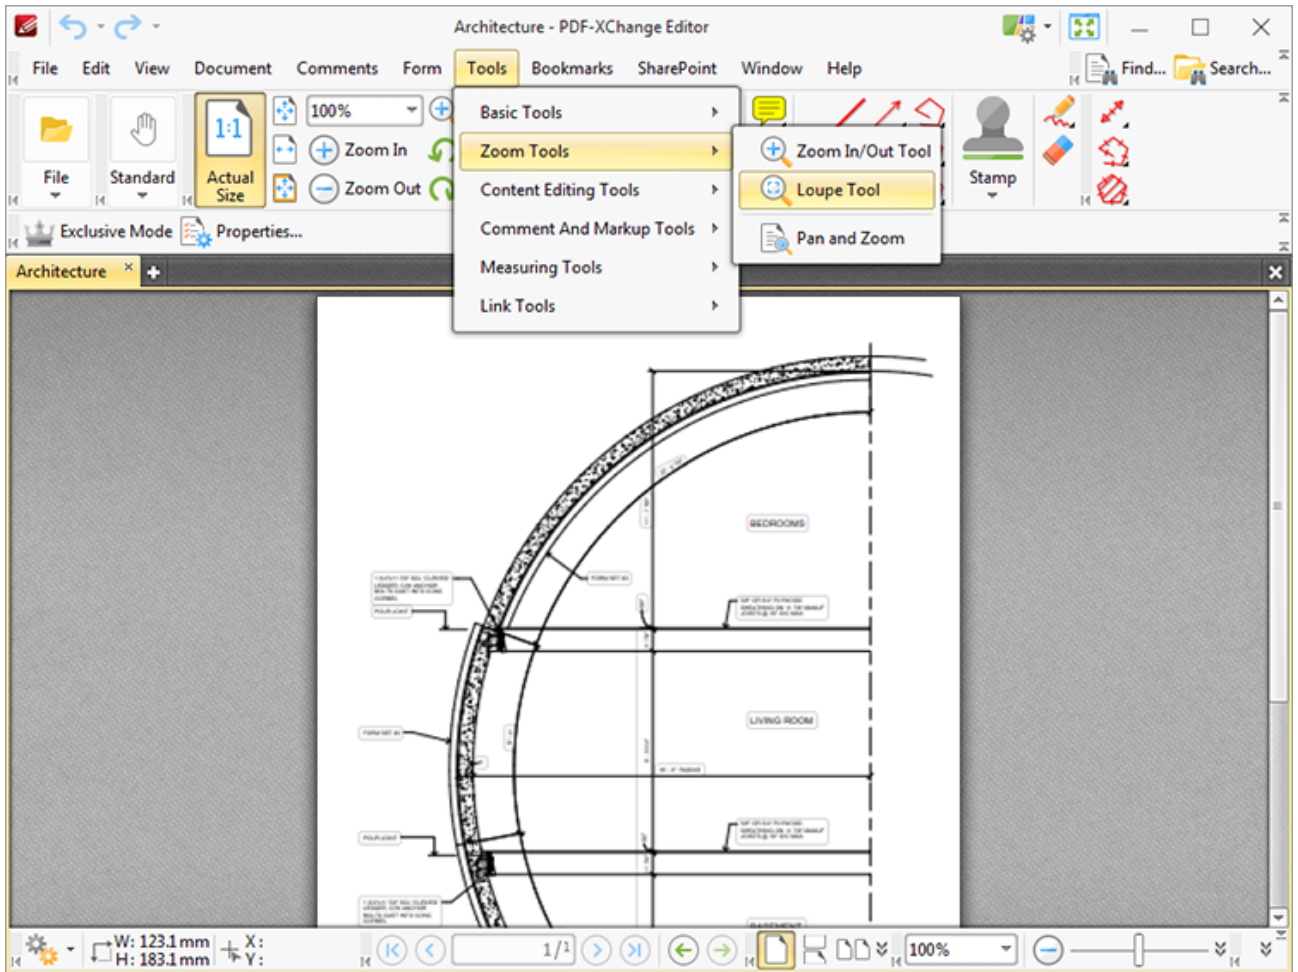 Architecture - PDF-XChange Editor
File Edit View Document Comments Form Tools Bookmarks SharePoint Window Help Find... Search...
100%
1:1
Basic Tools
Zoom In
Zoom Tools
Zoom In/Out Tool
File
Standard
Actual Size
Stamp
Zoom Out
Content Editing Tools
Loupe Tool
Exclusive Mode Properties...
Comment And Markup Tools
Pan and Zoom
Architecture
Measuring Tools
Link Tools
BEDROOMS
LIVING ROOM
BASEMENT
W: 123.1 mm
H: 183.1 mm
X:
Y:
1/1
100%